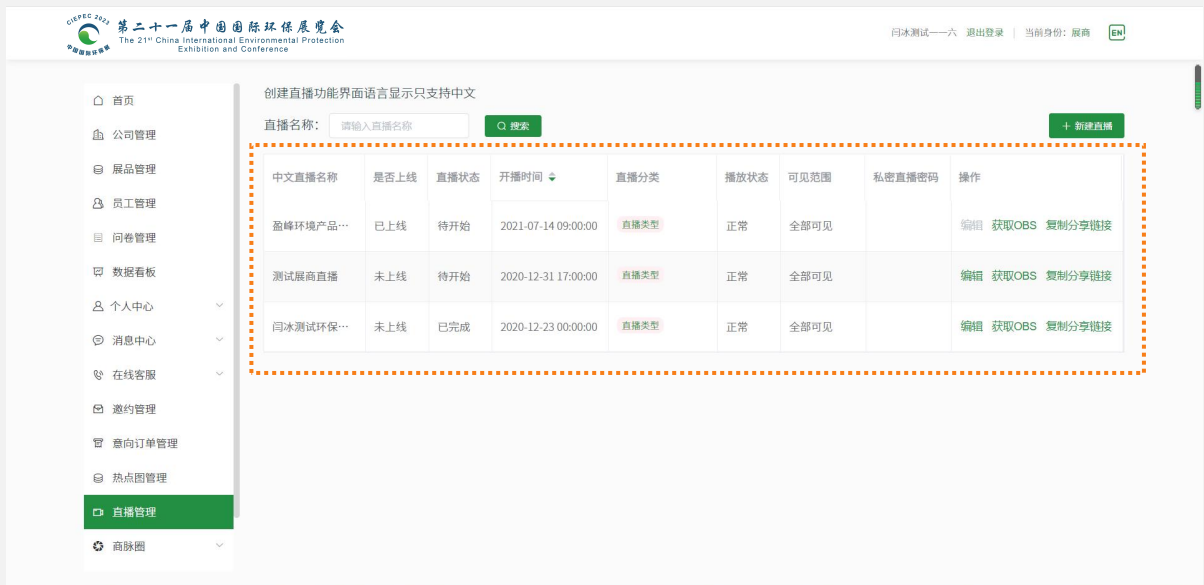 CIEPEC 2023
中国国际环保展
第二十一届中国国际环保展览会
The 21st China International Environmental Protection
Exhibition and Conference
闫冰测试一一六 退出登录 当前身份：展商 EN
首页
公司管理
展品管理
员工管理
问卷管理
数据看板
个人中心
消息中心
在线客服
邀约管理
意向订单管理
热点图管理
直播管理
商脉圈
创建直播功能界面语言显示只支持中文
直播名称： 请输入直播名称 搜索 + 新建直播
中文直播名称 是否上线 直播状态 开播时间 直播分类 播放状态 可见范围 私密直播密码 操作
盈峰环境产品… 已上线 待开始 2021-07-14 09:00:00 直播类型 正常 全部可见 编辑 获取OBS 复制分享链接
测试展商直播 未上线 待开始 2020-12-31 17:00:00 直播类型 正常 全部可见 编辑 获取OBS 复制分享链接
闫冰测试环保… 未上线 已完成 2020-12-23 00:00:00 直播类型 正常 全部可见 编辑 获取OBS 复制分享链接